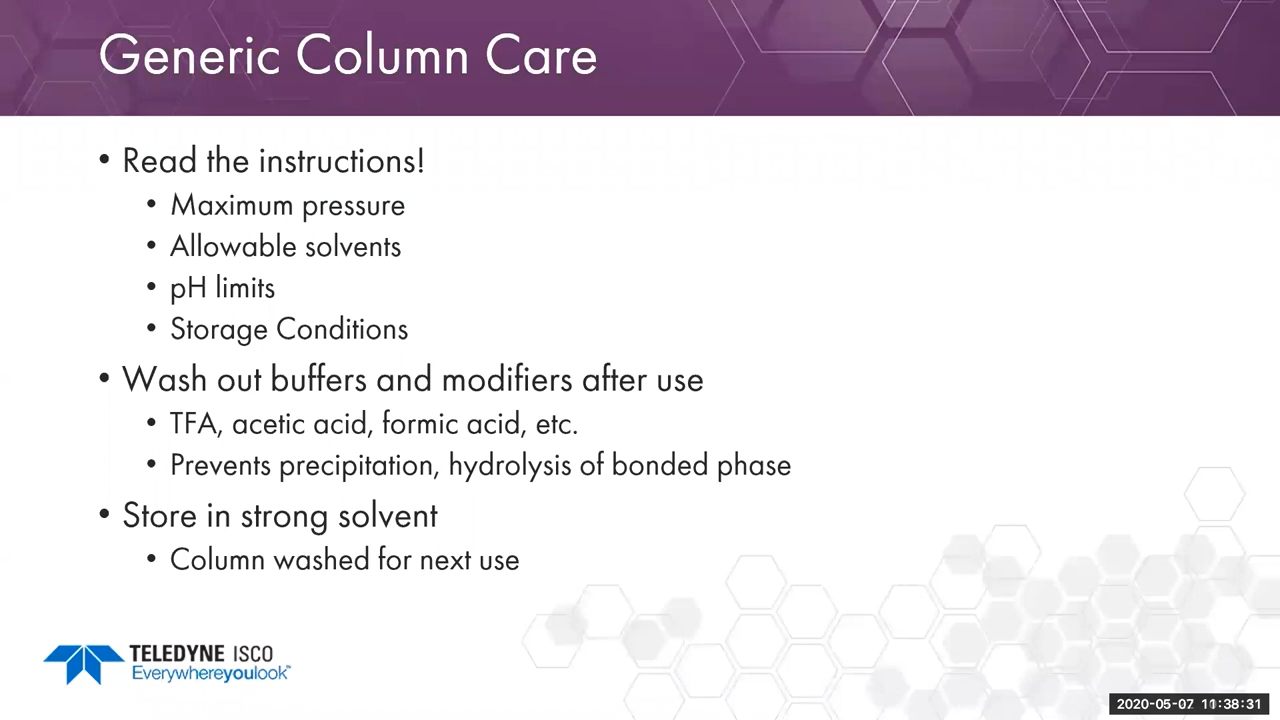 Generic Column Care
• Read the instructions!
• Maximum pressure
• Allowable solvents
• pH limits
• Storage Conditions
• Wash out buffers and modifiers after use
• TFA, acetic acid, formic acid, etc.
• Prevents precipitation, hydrolysis of bonded phase
• Store in strong solvent
• Column washed for next use
TELEDYNE ISCO
Everywhereyoulook™
2020-05-07 11:38:31